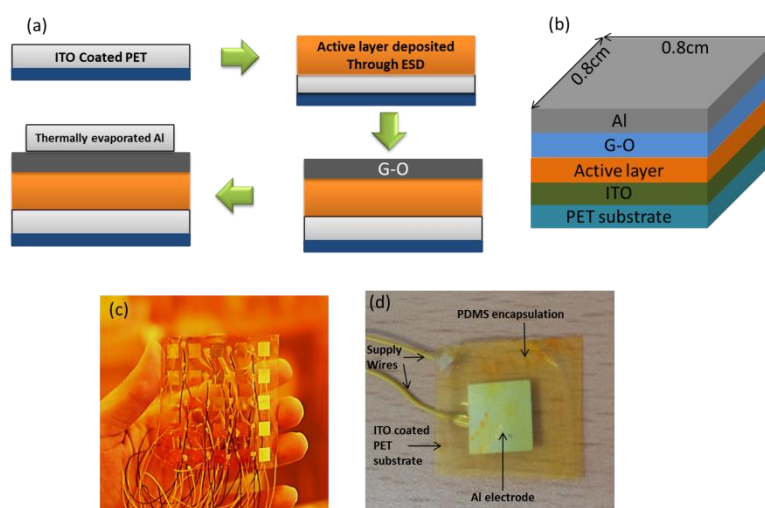 (a)
ITO Coated PET
Active layer deposited
Through ESD
Thermally evaporated Al
G-O
(b)
0.8cm
0.8cm
Al
G-O
Active layer
ITO
PET substrate
(c)
(d)
PDMS encapsulation
Supply
Wires
ITO coated
PET
substrate
Al electrode